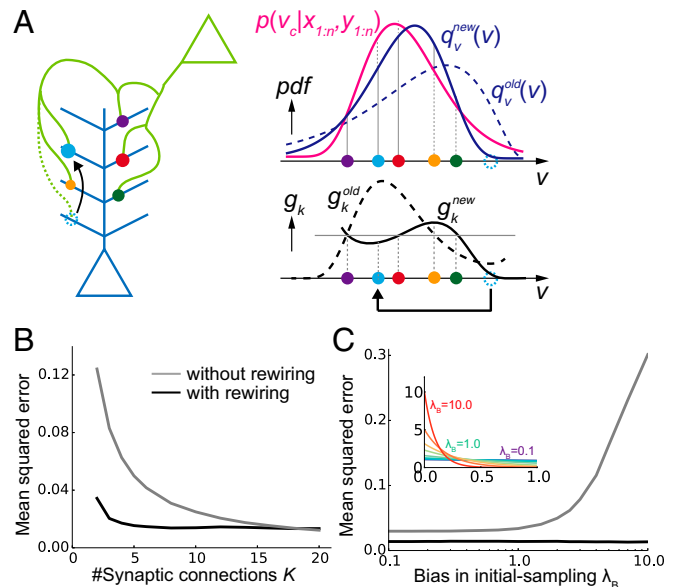 A
p(v_c|x_{1:n}, y_{1:n})
q_v^{new}(v)
q_v^{old}(v)
pdf
v
g_k
g_k^{old}
g_k^{new}
v
B
Mean squared error
0.12
0.08
0.04
0.00
0 5 10 15 20
#Synaptic connections K
without rewiring
with rewiring
C
Mean squared error
0.3
0.2
0.1
0.0
0.1 1.0 10.0
Bias in initial-sampling λ_B
10
5
0
0.0 0.5 1.0
λ_B=10.0
λ_B=1.0
λ_B=0.1